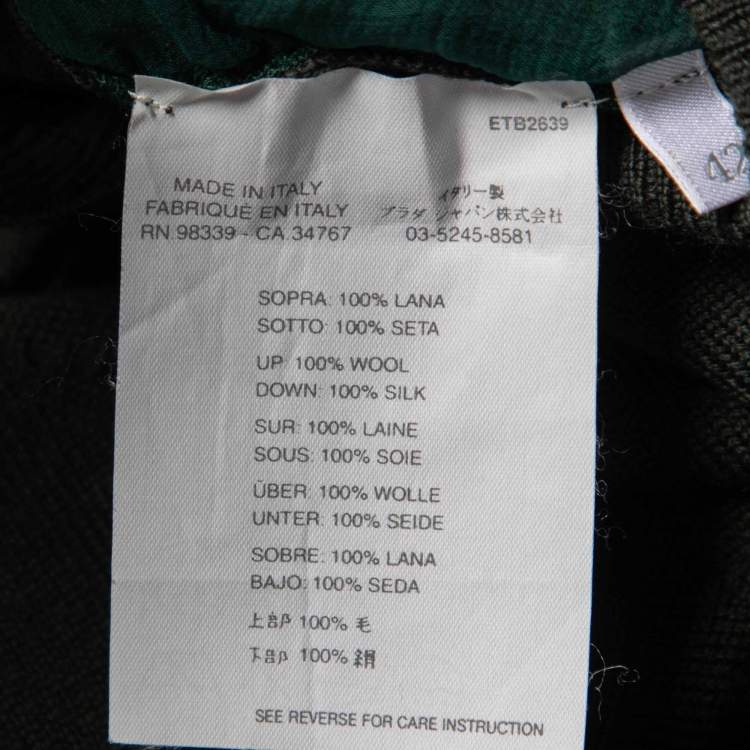 ETB2639
42
MADE IN ITALY
FABRIQUÉ EN ITALY
RN.98339 - CA.34767
イタリー製
プラダ ジャパン株式会社
03-5245-8581
SOPRA: 100% LANA
SOTTO: 100% SETA
UP: 100% WOOL
DOWN: 100% SILK
SUR: 100% LAINE
SOUS: 100% SOIE
ÜBER: 100% WOLLE
UNTER: 100% SEIDE
SOBRE: 100% LANA
BAJO: 100% SEDA
上部 100% 毛
下部 100% 絹
SEE REVERSE FOR CARE INSTRUCTION